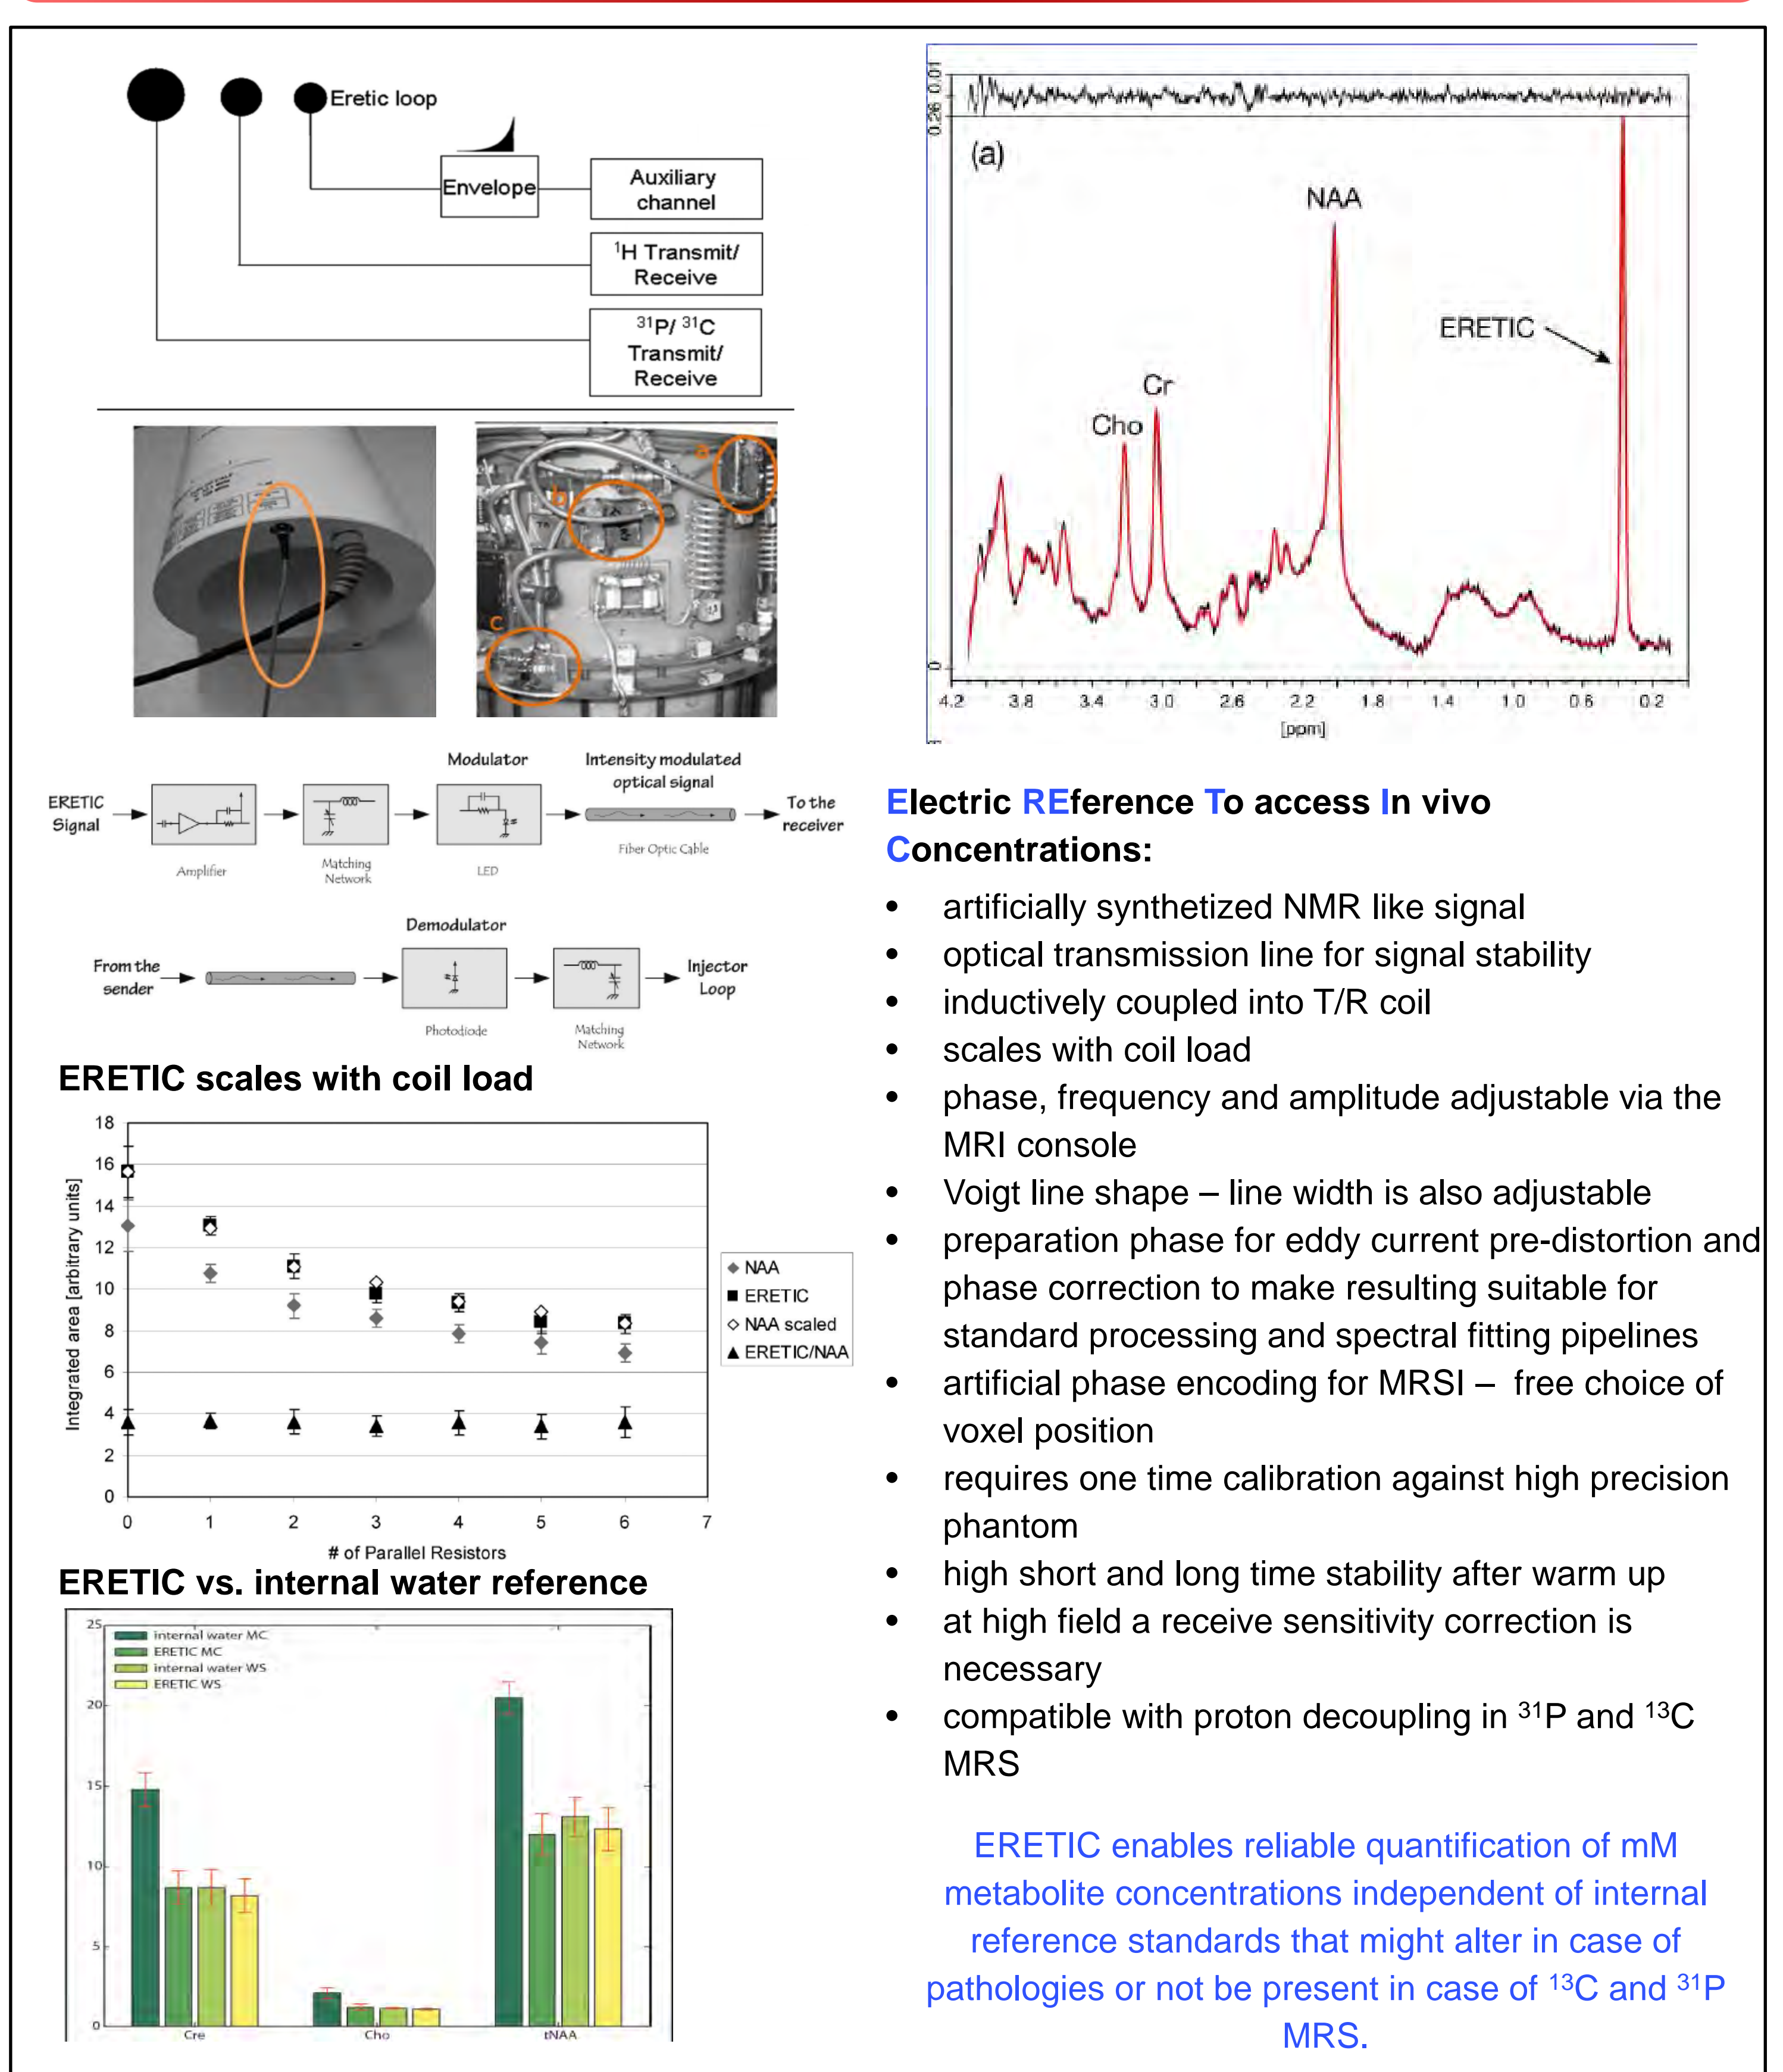 Eretic loop
Envelope
Auxiliary
channel
¹H Transmit/
Receive
³¹P/ ³¹C
Transmit/
Receive
a
b
c
ERETIC
Signal
Amplifier
Matching
Network
Modulator
LED
Intensity modulated
optical signal
Fiber Optic Cable
To the
receiver
From the
sender
Demodulator
Photodiode
Matching
Network
Injector
Loop
ERETIC scales with coil load
Integrated area [arbitrary units]
18
16
14
12
10
8
6
4
2
0
0 1 2 3 4 5 6 7
# of Parallel Resistors
NAA
ERETIC
NAA scaled
ERETIC/NAA
ERETIC vs. internal water reference
25
20
15
10
5
0
internal water MC
ERETIC MC
internal water WS
ERETIC WS
Cre Cho tNAA
0.01
0.26
0
(a)
Cho
Cr
NAA
ERETIC
4.2 3.8 3.4 3.0 2.6 2.2 1.8 1.4 1.0 0.6 0.2
[ppm]
Electric REference To access In vivo
Concentrations:
• artificially synthetized NMR like signal
• optical transmission line for signal stability
• inductively coupled into T/R coil
• scales with coil load
• phase, frequency and amplitude adjustable via the
MRI console
• Voigt line shape – line width is also adjustable
• preparation phase for eddy current pre-distortion and
phase correction to make resulting suitable for
standard processing and spectral fitting pipelines
• artificial phase encoding for MRSI – free choice of
voxel position
• requires one time calibration against high precision
phantom
• high short and long time stability after warm up
• at high field a receive sensitivity correction is
necessary
• compatible with proton decoupling in ³¹P and ¹³C
MRS
ERETIC enables reliable quantification of mM
metabolite concentrations independent of internal
reference standards that might alter in case of
pathologies or not be present in case of ¹³C and ³¹P
MRS.